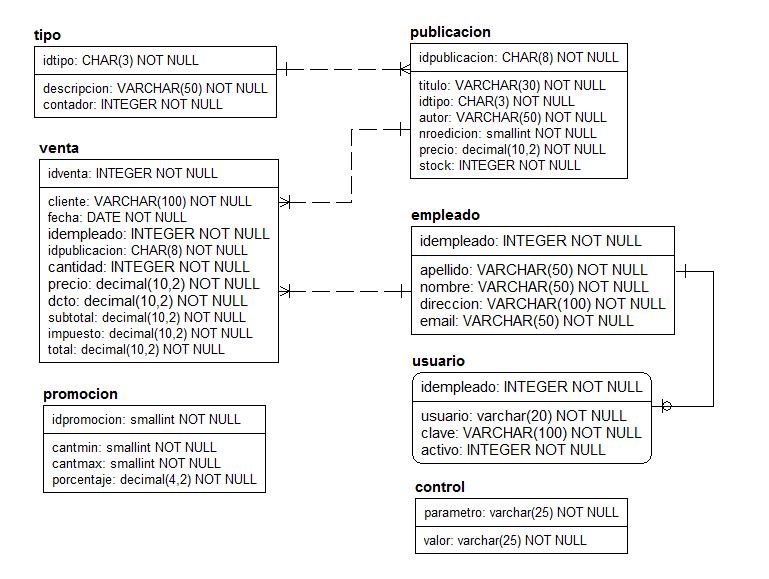 tipo
idtipo: CHAR(3) NOT NULL
descripcion: VARCHAR(50) NOT NULL
contador: INTEGER NOT NULL
publicacion
idpublicacion: CHAR(8) NOT NULL
titulo: VARCHAR(30) NOT NULL
idtipo: CHAR(3) NOT NULL
autor: VARCHAR(50) NOT NULL
nroedicion: smallint NOT NULL
precio: decimal(10,2) NOT NULL
stock: INTEGER NOT NULL
venta
idventa: INTEGER NOT NULL
cliente: VARCHAR(100) NOT NULL
fecha: DATE NOT NULL
idempleado: INTEGER NOT NULL
idpublicacion: CHAR(8) NOT NULL
cantidad: INTEGER NOT NULL
precio: decimal(10,2) NOT NULL
dcto: decimal(10,2) NOT NULL
subtotal: decimal(10,2) NOT NULL
impuesto: decimal(10,2) NOT NULL
total: decimal(10,2) NOT NULL
empleado
idempleado: INTEGER NOT NULL
apellido: VARCHAR(50) NOT NULL
nombre: VARCHAR(50) NOT NULL
direccion: VARCHAR(100) NOT NULL
email: VARCHAR(50) NOT NULL
usuario
idempleado: INTEGER NOT NULL
usuario: varchar(20) NOT NULL
clave: VARCHAR(100) NOT NULL
activo: INTEGER NOT NULL
promocion
idpromocion: smallint NOT NULL
cantmin: smallint NOT NULL
cantmax: smallint NOT NULL
porcentaje: decimal(4,2) NOT NULL
control
parametro: varchar(25) NOT NULL
valor: varchar(25) NOT NULL